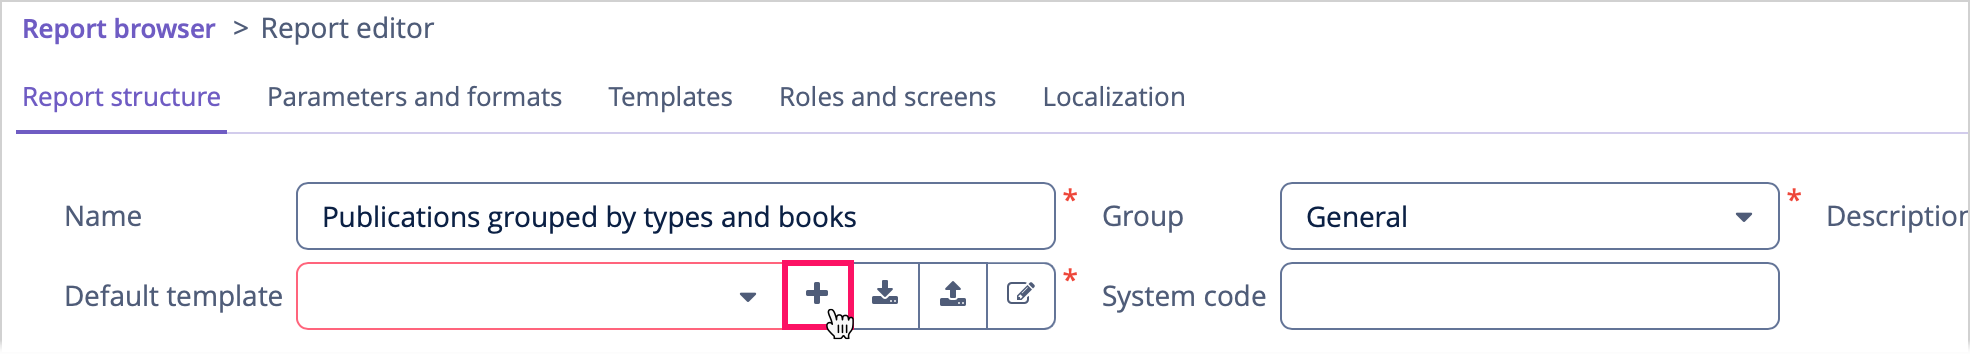 Report browser > Report editor
Report structure Parameters and formats Templates Roles and screens Localization
Name Publications grouped by types and books * Group General * Description
Default template * System code